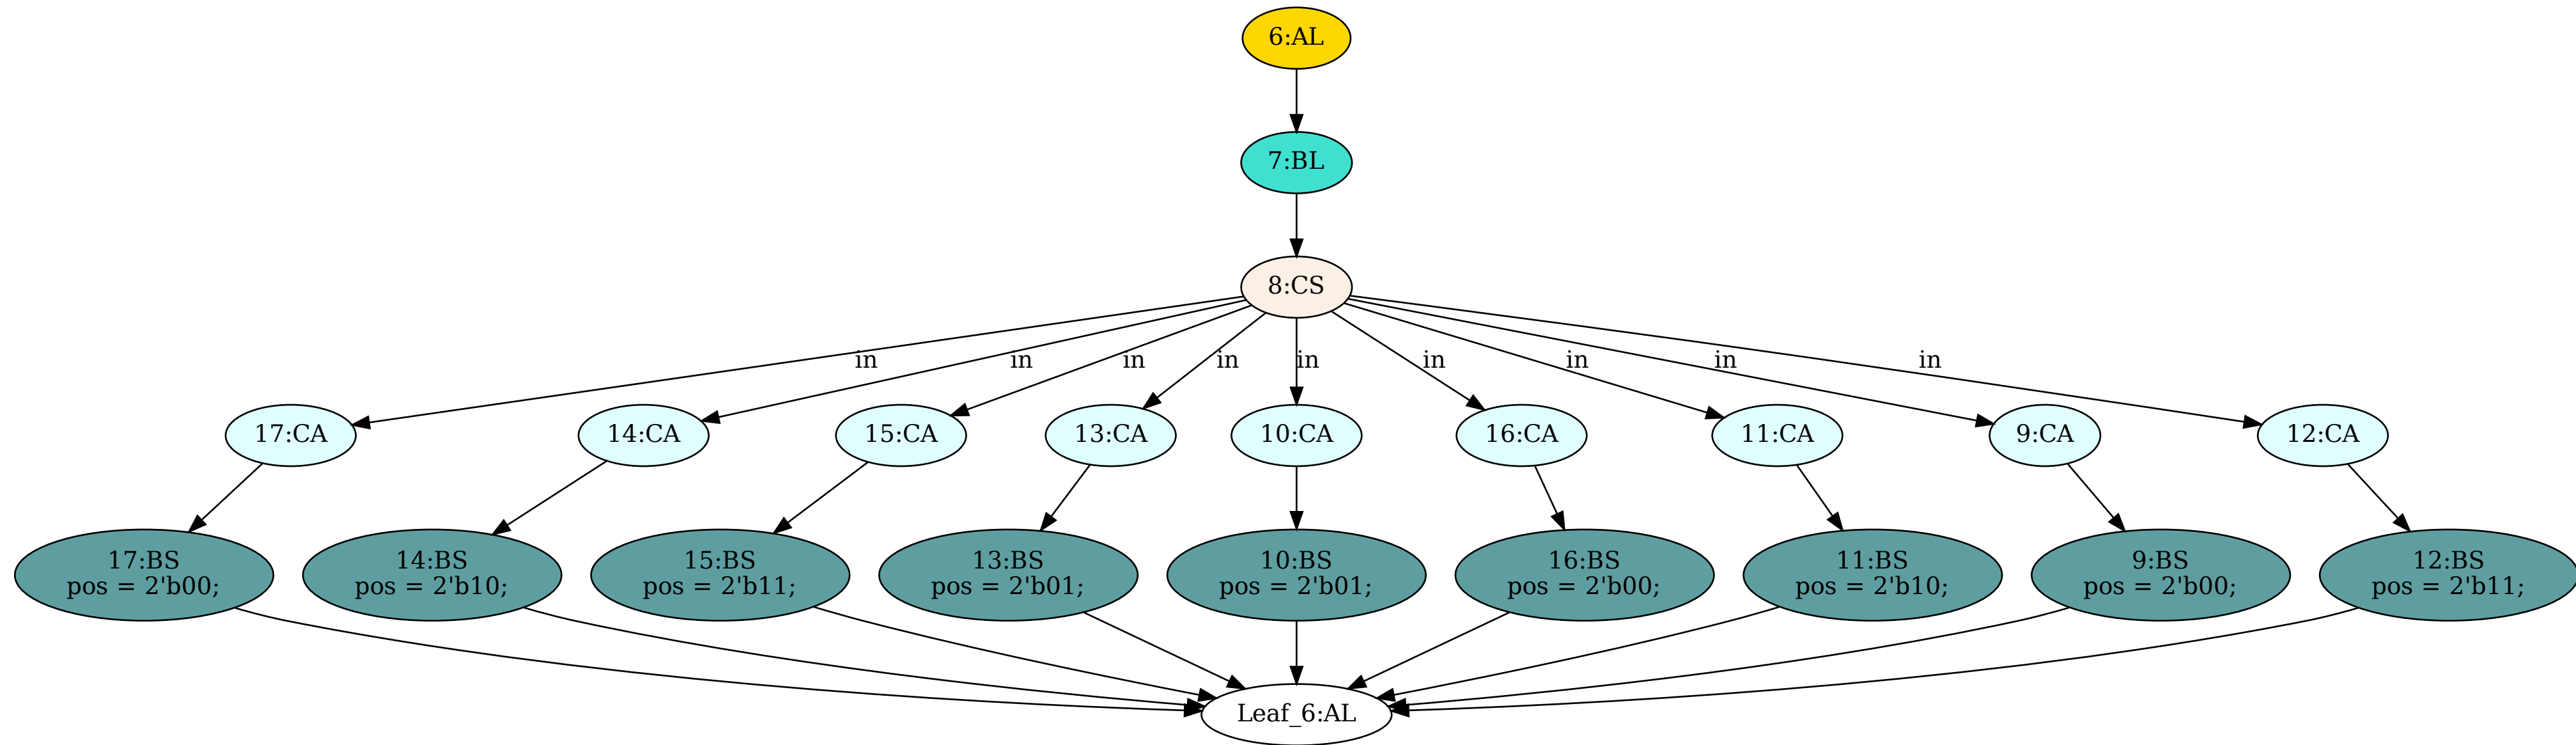 6:AL
7:BL
8:CS
in in in in in in in in in
17:CA 14:CA 15:CA 13:CA 10:CA 16:CA 11:CA 9:CA 12:CA
17:BS 14:BS 15:BS 13:BS 10:BS 16:BS 11:BS 9:BS 12:BS
pos = 2'b00; pos = 2'b10; pos = 2'b11; pos = 2'b01; pos = 2'b01; pos = 2'b00; pos = 2'b10; pos = 2'b00; pos = 2'b11;
Leaf_6:AL